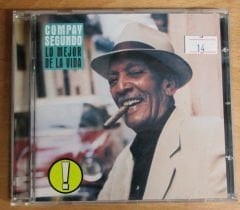 COMPAY
SEGUNDO
LO MEJOR
DE LA VIDA
14
!